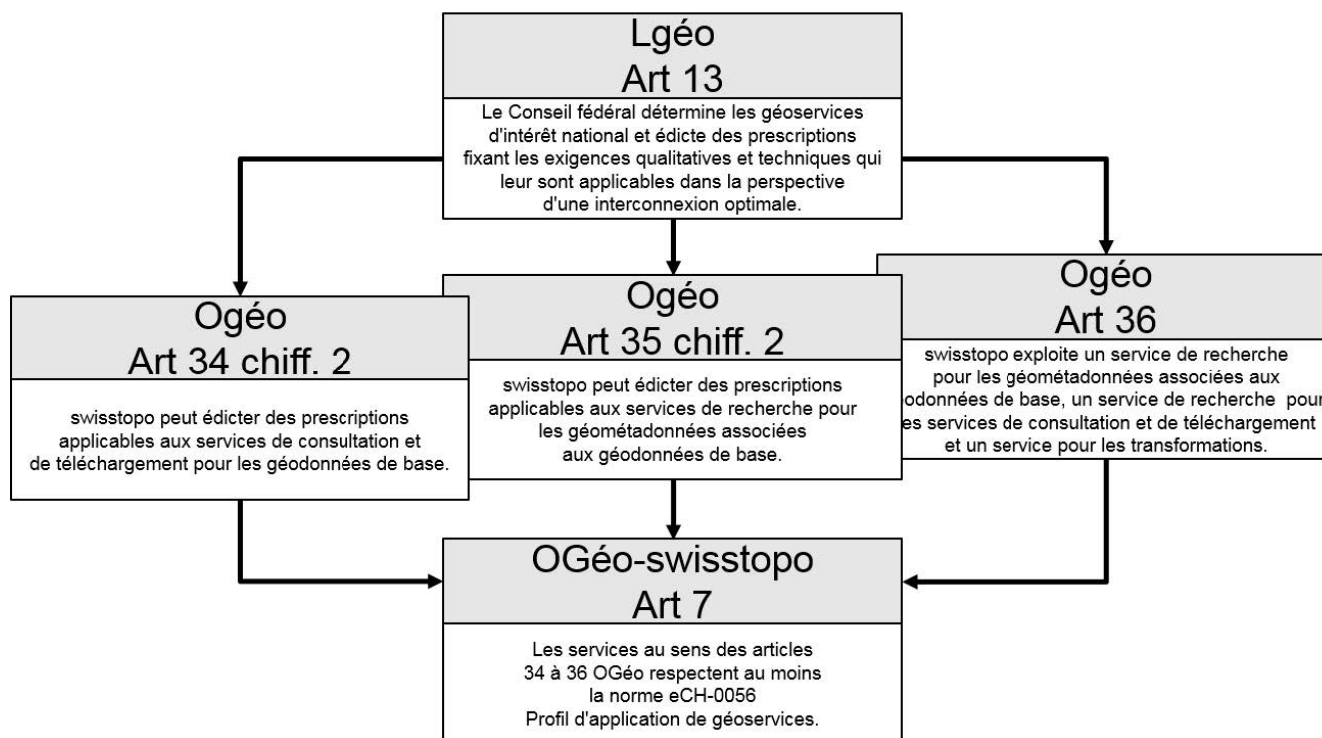 Lgéo
Art 13
Le Conseil fédéral détermine les géoservices
d'intérêt national et édicte des prescriptions
fixant les exigences qualitatives et techniques qui
leur sont applicables dans la perspective
d'une interconnexion optimale.
Ogéo
Art 34 chiff. 2
swisstopo peut édicter des prescriptions
applicables aux services de consultation et
de téléchargement pour les géodonnées de base.
Ogéo
Art 35 chiff. 2
swisstopo peut édicter des prescriptions
applicables aux services de recherche pour
les géométadonnées associées
aux géodonnées de base.
Ogéo
Art 36
swisstopo exploite un service de recherche
pour les géométadonnées associées aux
odonnées de base, un service de recherche pour
es services de consultation et de téléchargement
et un service pour les transformations.
OGéo-swisstopo
Art 7
Les services au sens des articles
34 à 36 OGéo respectent au moins
la norme eCH-0056
Profil d'application de géoservices.